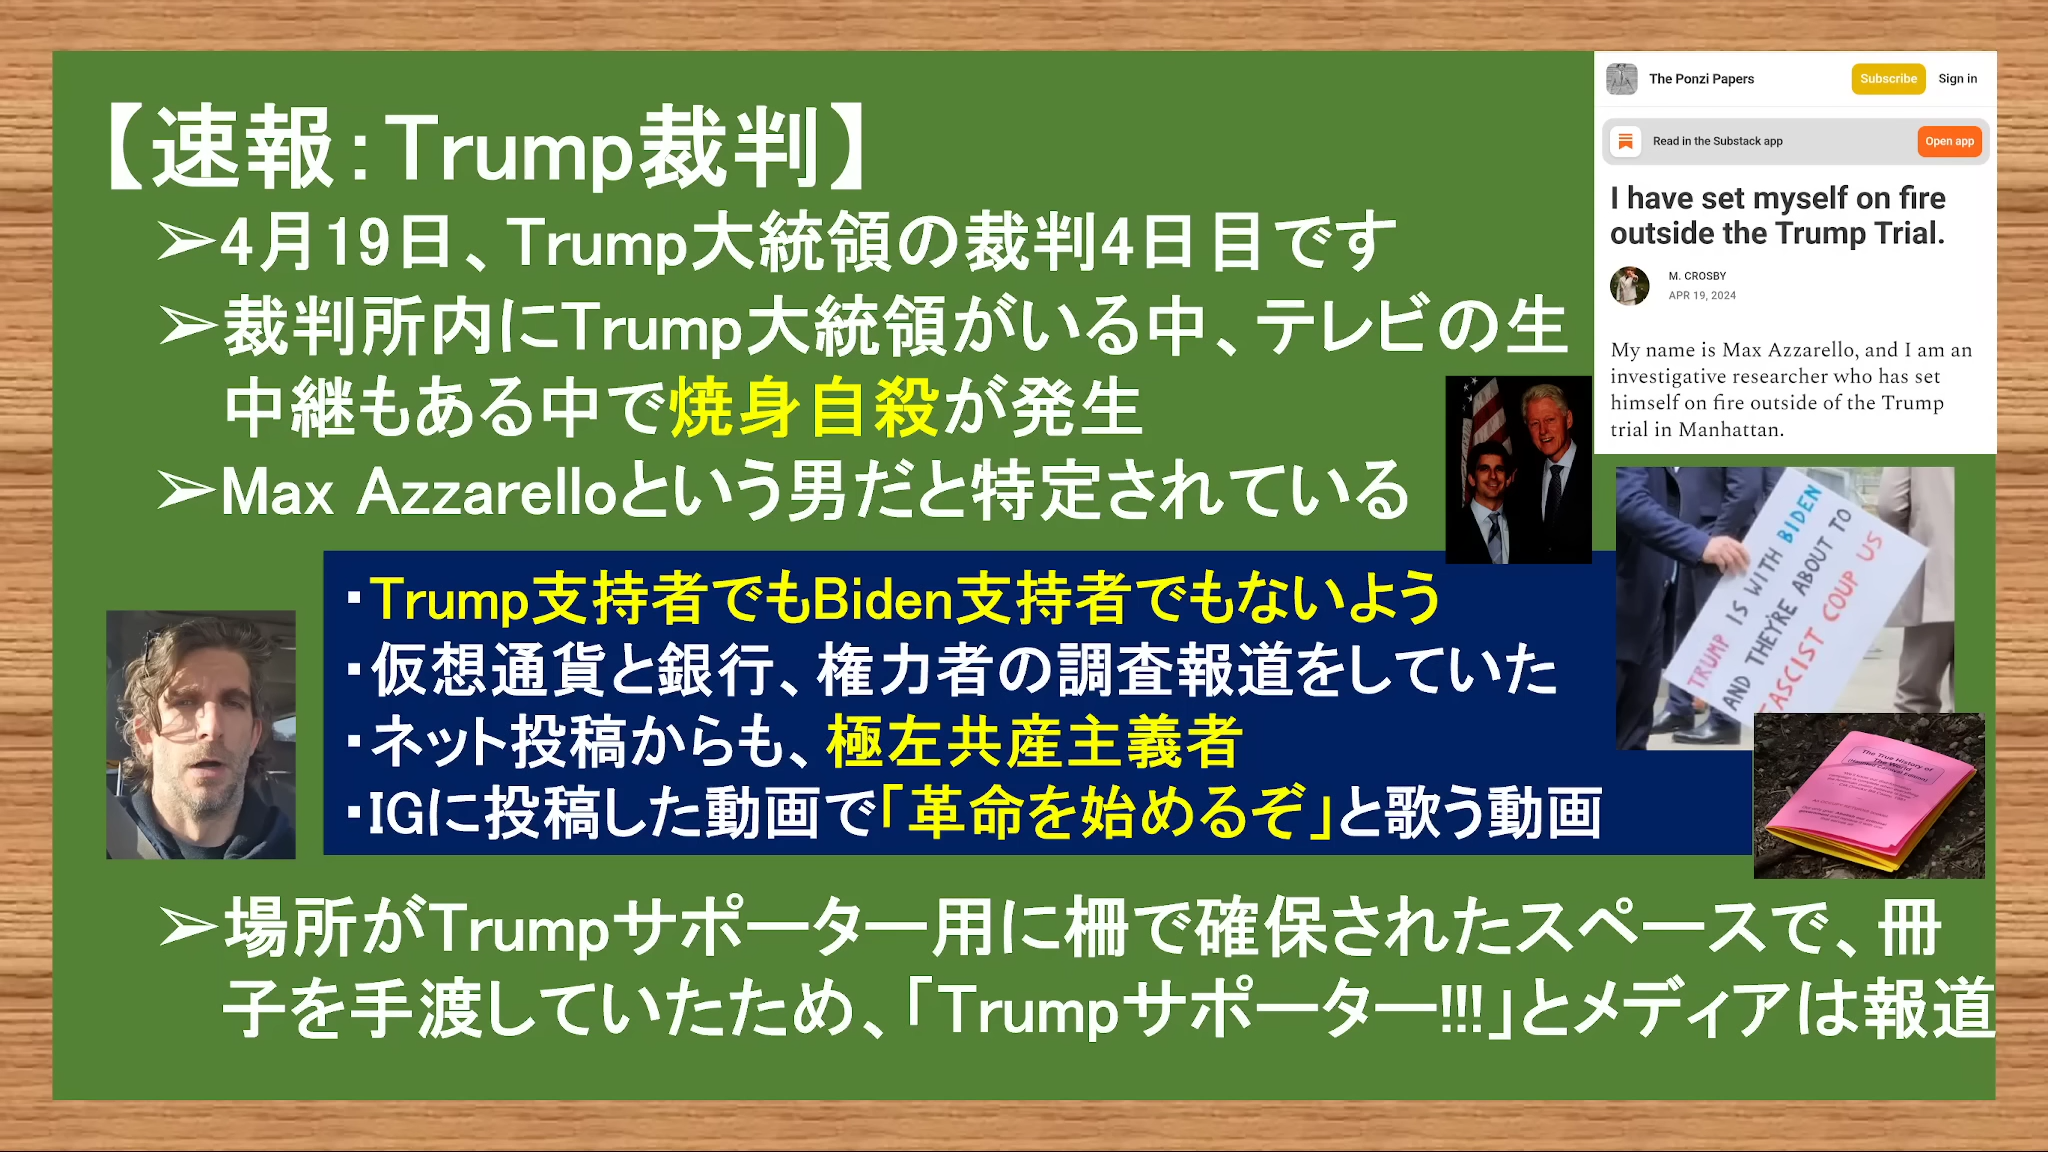 【速報：Trump裁判】
➢4月19日、Trump大統領の裁判4日目です
➢裁判所内にTrump大統領がいる中、テレビの生
中継もある中で焼身自殺が発生
➢Max Azzarelloという男だと特定されている
・Trump支持者でもBiden支持者でもないよう
・仮想通貨と銀行、権力者の調査報道をしていた
・ネット投稿からも、極左共産主義者
・IGに投稿した動画で「革命を始めるぞ」と歌う動画
➢場所がTrumpサポーター用に柵で確保されたスペースで、冊
子を手渡していたため、「Trumpサポーター!!!」とメディアは報道
The Ponzi Papers
Subscribe
Sign in
Read in the Substack app
Open app
I have set myself on fire
outside the Trump Trial.
M. CROSBY
APR 19, 2024
My name is Max Azzarello, and I am an
investigative researcher who has set
himself on fire outside of the Trump
trial in Manhattan.
TRUMP IS WITH BIDEN
AND THEY'RE ABOUT TO
FASCIST COUP US
The True History of
The World
(Haunted Carnival Edition)